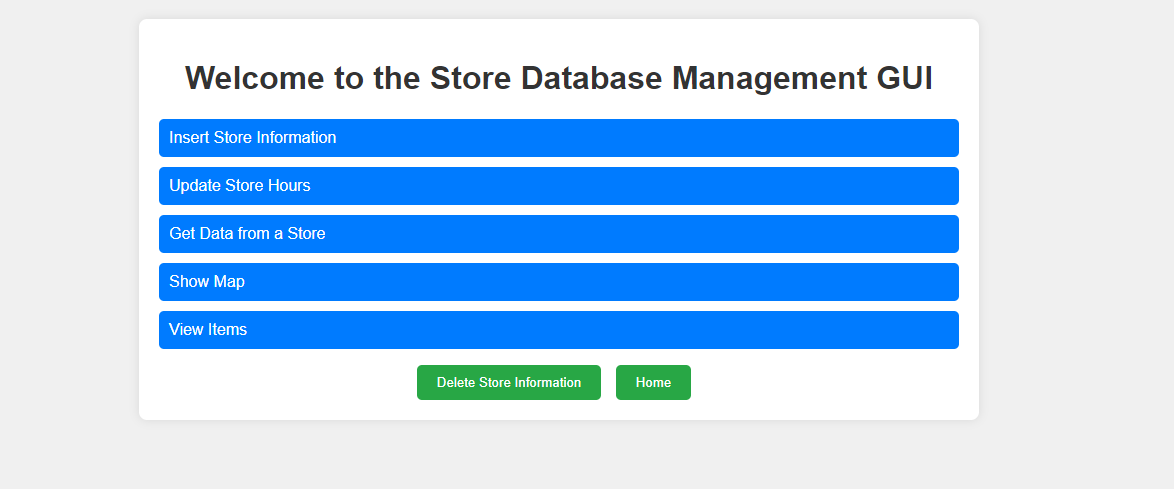 Welcome to the Store Database Management GUI
Insert Store Information
Update Store Hours
Get Data from a Store
Show Map
View Items
Delete Store Information
Home